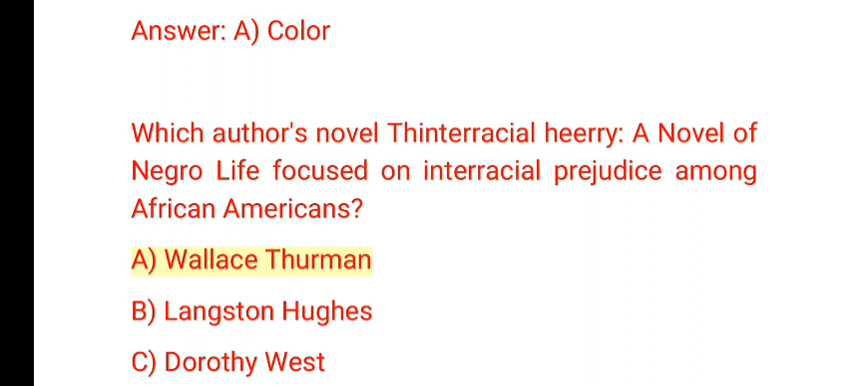 Answer: A) Color
Which author's novel Thinterracial heerry: A Novel of
Negro Life focused on interracial prejudice among
African Americans?
A) Wallace Thurman
B) Langston Hughes
C) Dorothy West